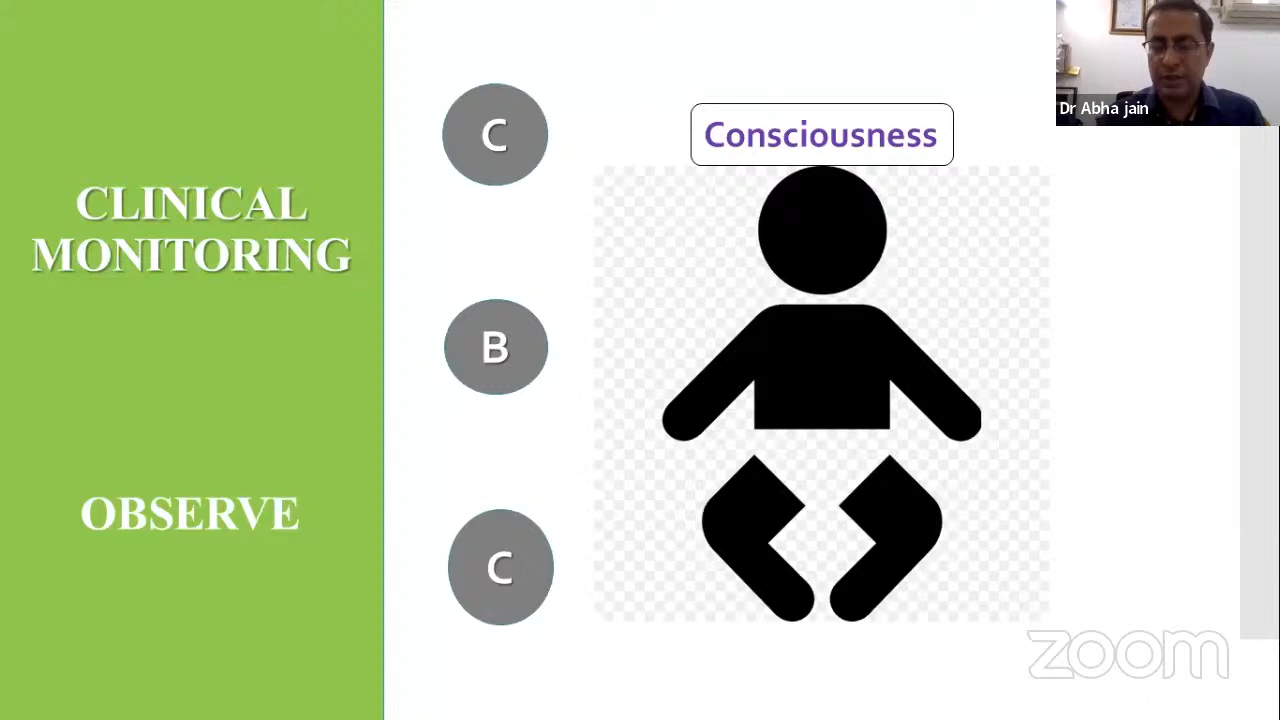 CLINICAL
MONITORING
OBSERVE
C
B
C
Consciousness
Dr Abha jain
zoom